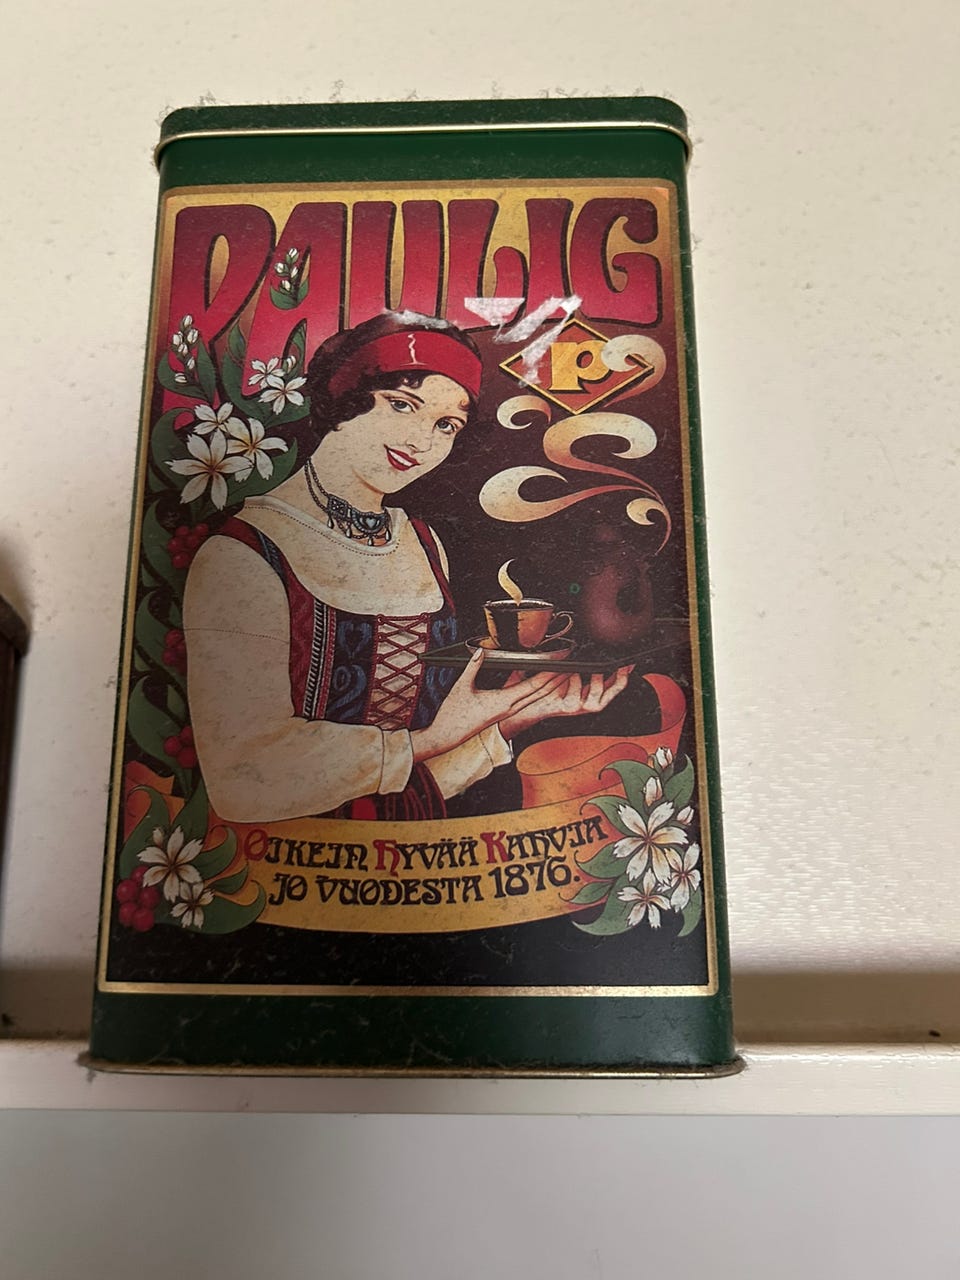 PAULIG
p
OIKEIN HYVÄÄ KAHVIA
JO VUODESTA 1876.